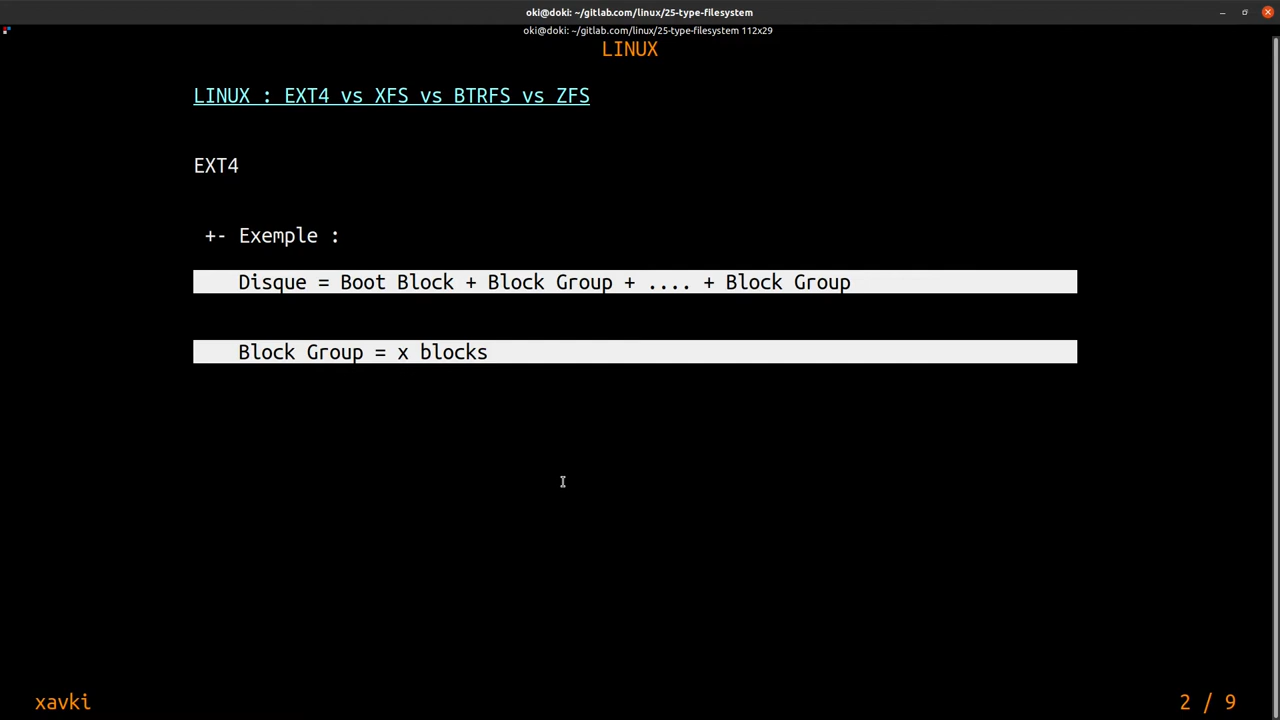 oki@doki: ~/gitlab.com/linux/25-type-filesystem
oki@doki: ~/gitlab.com/linux/25-type-filesystem 112x29
LINUX
LINUX : EXT4 vs XFS vs BTRFS vs ZFS
EXT4
+- Exemple :
Disque = Boot Block + Block Group + .... + Block Group
Block Group = x blocks
xavki
2 / 9